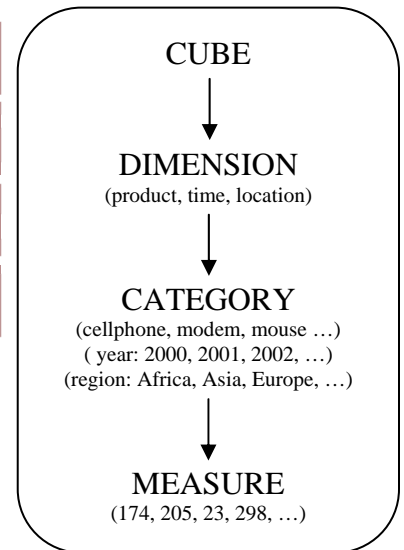 CUBE
DIMENSION
(product, time, location)
CATEGORY
(cellphone, modem, mouse …)
( year: 2000, 2001, 2002, …)
(region: Africa, Asia, Europe, …)
MEASURE
(174, 205, 23, 298, …)